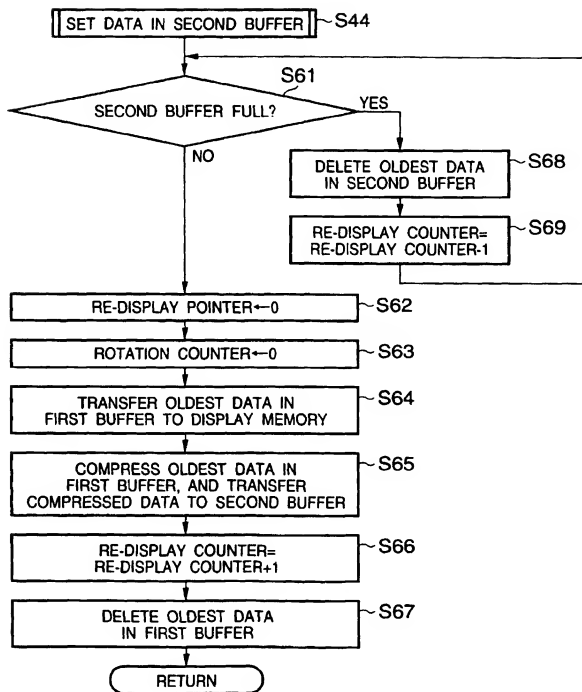 SET DATA IN SECOND BUFFER S44
S61
SECOND BUFFER FULL?
YES
NO
DELETE OLDEST DATA
IN SECOND BUFFER
S68
RE-DISPLAY COUNTER=
RE-DISPLAY COUNTER-1
S69
RE-DISPLAY POINTER←0 S62
ROTATION COUNTER←0 S63
TRANSFER OLDEST DATA IN
FIRST BUFFER TO DISPLAY MEMORY
S64
COMPRESS OLDEST DATA IN
FIRST BUFFER, AND TRANSFER
COMPRESSED DATA TO SECOND BUFFER
S65
RE-DISPLAY COUNTER=
RE-DISPLAY COUNTER+1
S66
DELETE OLDEST DATA
IN FIRST BUFFER
S67
RETURN